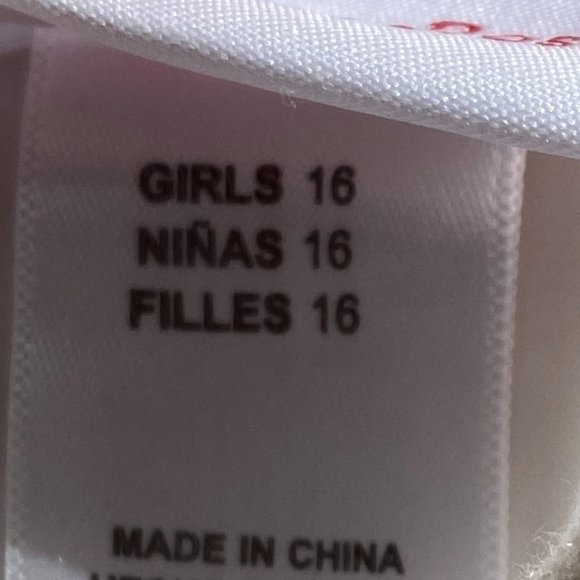 GIRLS 16
NIÑAS 16
FILLES 16
MADE IN CHINA